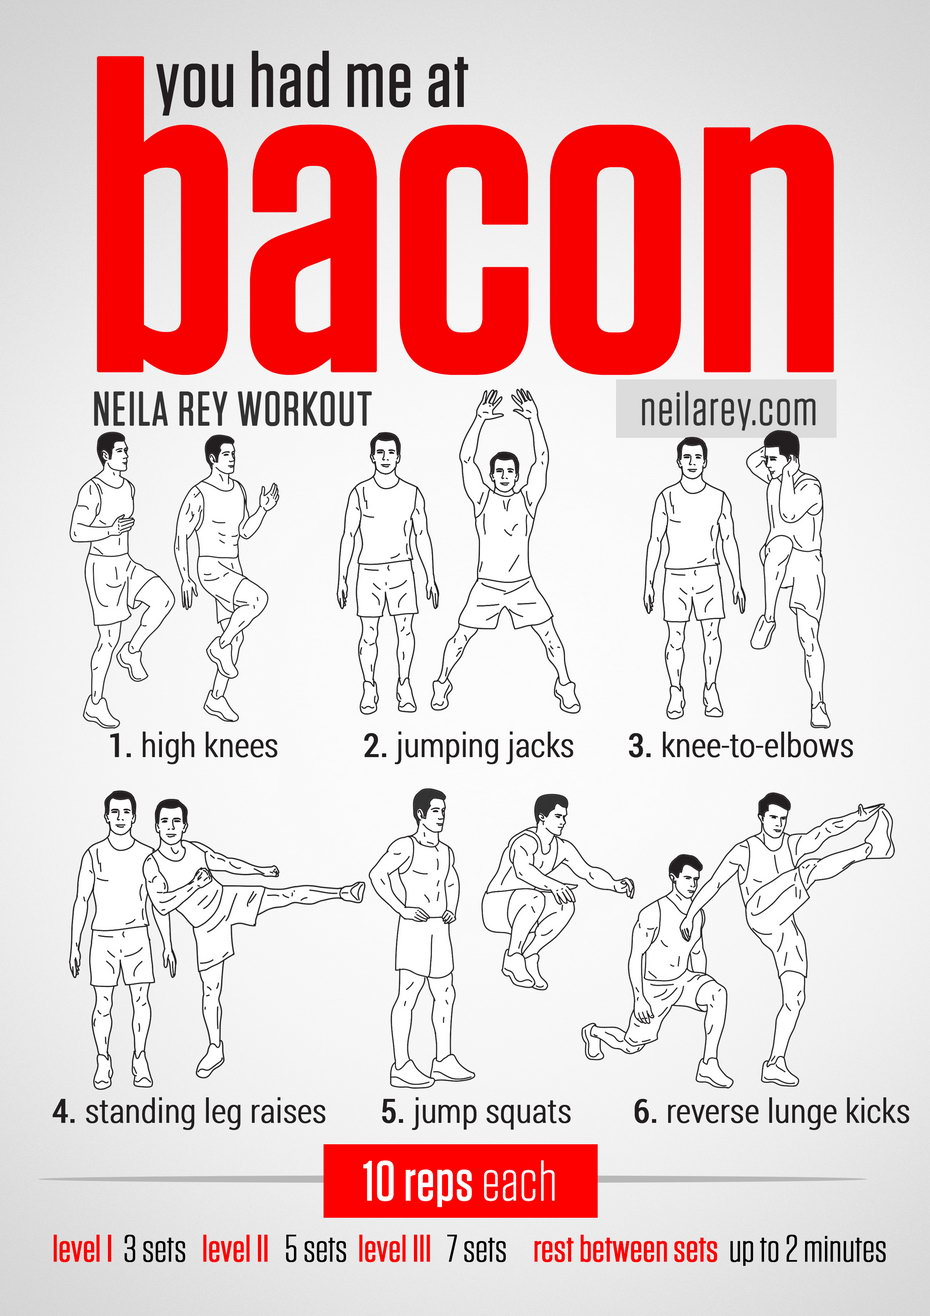 you had me at
bacon
NEILA REY WORKOUT
neilarey.com
1. high knees
2. jumping jacks
3. knee-to-elbows
4. standing leg raises
5. jump squats
6. reverse lunge kicks
10 reps each
level I 3 sets level II 5 sets level III 7 sets rest between sets up to 2 minutes